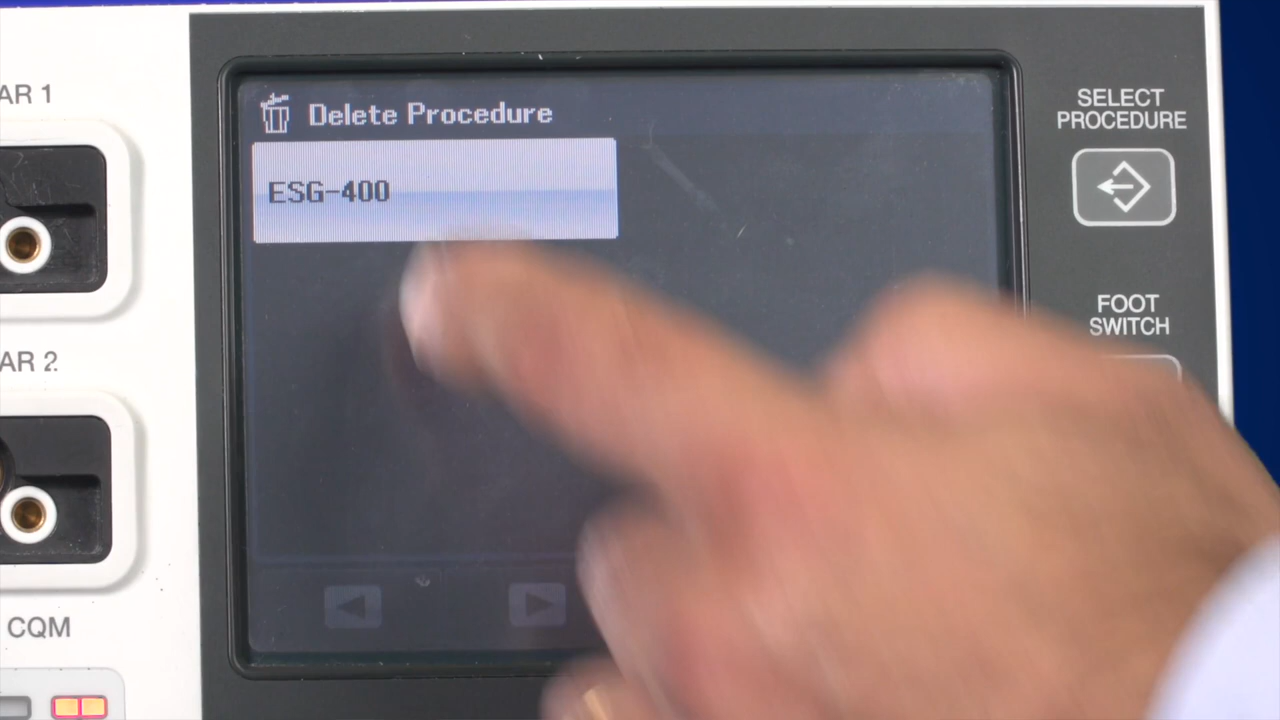 AR 1
Delete Procedure
SELECT
PROCEDURE
ESG-400
FOOT
SWITCH
AR 2
CQM